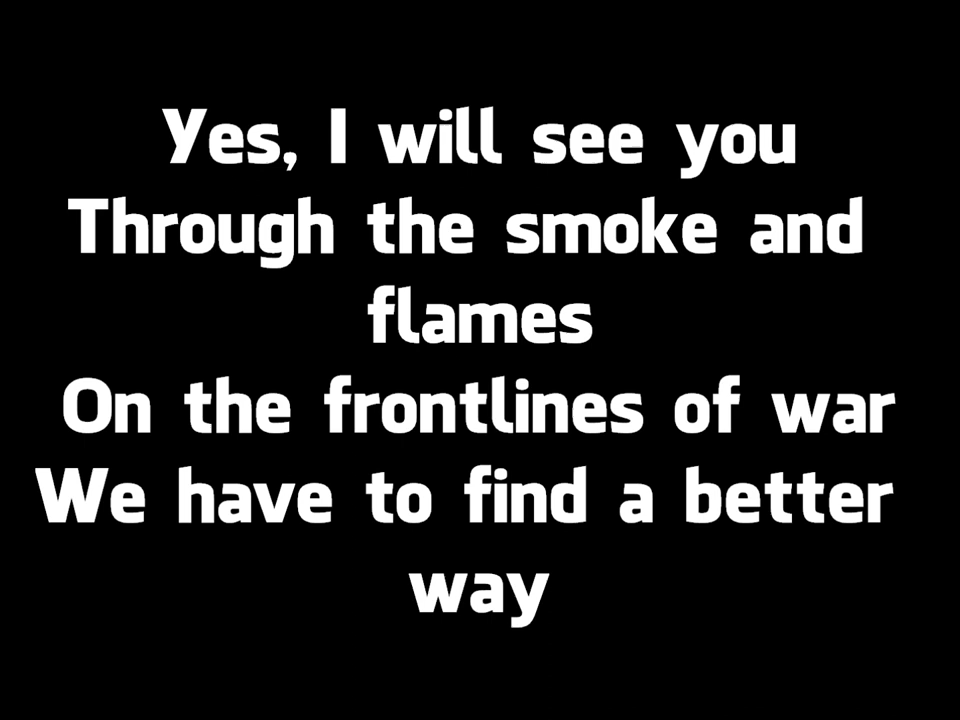 Yes, I will see you
Through the smoke and
flames
On the frontlines of war
We have to find a better
way